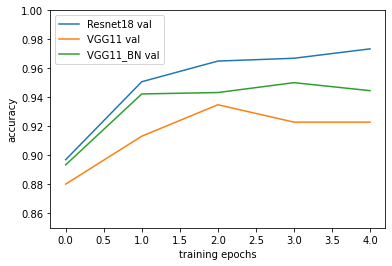 Resnet18 val
VGG11 val
VGG11_BN val
1.00
0.98
0.96
0.94
0.92
0.90
0.88
0.86
accuracy
0.0 0.5 1.0 1.5 2.0 2.5 3.0 3.5 4.0
training epochs